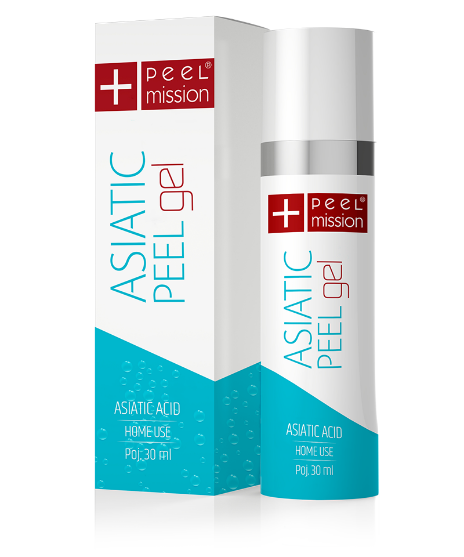 + PEEL®
mission
ASIATIC
PEEL gel
ASIATIC ACID
HOME USE
Poj. 30 ml
+ PEEL®
mission
ASIATIC
PEEL gel
ASIATIC ACID
HOME USE
Poj. 30 ml